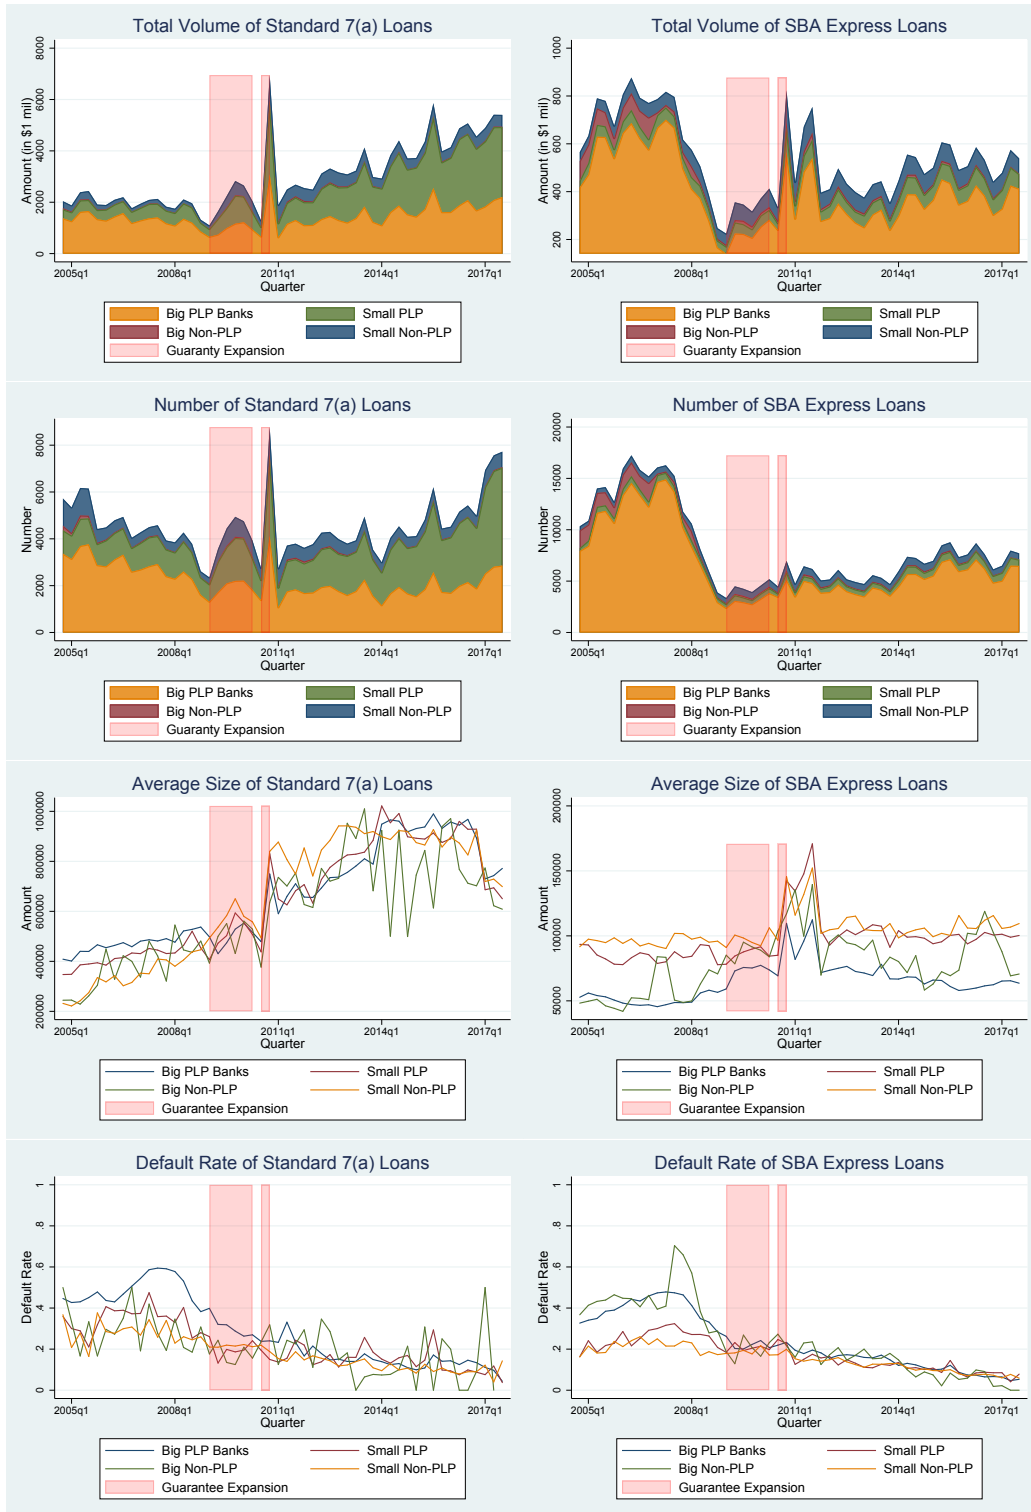 Total Volume of Standard 7(a) Loans
Amount (in $1 mil)
8000
6000
4000
2000
0
2005q1 2008q1 2011q1 2014q1 2017q1
Quarter
Big PLP Banks Small PLP
Big Non-PLP Small Non-PLP
Guaranty Expansion
Total Volume of SBA Express Loans
Amount (in $1 mil)
1000
800
600
400
200
2005q1 2008q1 2011q1 2014q1 2017q1
Quarter
Big PLP Banks Small PLP
Big Non-PLP Small Non-PLP
Guaranty Expansion
Number of Standard 7(a) Loans
Number
8000
6000
4000
2000
0
2005q1 2008q1 2011q1 2014q1 2017q1
Quarter
Big PLP Banks Small PLP
Big Non-PLP Small Non-PLP
Guaranty Expansion
Number of SBA Express Loans
Number
20000
15000
10000
5000
0
2005q1 2008q1 2011q1 2014q1 2017q1
Quarter
Big PLP Banks Small PLP
Big Non-PLP Small Non-PLP
Guaranty Expansion
Average Size of Standard 7(a) Loans
Amount
1000000
800000
600000
400000
200000
2005q1 2008q1 2011q1 2014q1 2017q1
Quarter
Big PLP Banks Small PLP
Big Non-PLP Small Non-PLP
Guarantee Expansion
Average Size of SBA Express Loans
Amount
200000
150000
100000
50000
2005q1 2008q1 2011q1 2014q1 2017q1
Quarter
Big PLP Banks Small PLP
Big Non-PLP Small Non-PLP
Guarantee Expansion
Default Rate of Standard 7(a) Loans
Default Rate
1
.8
.6
.4
.2
0
2005q1 2008q1 2011q1 2014q1 2017q1
Quarter
Big PLP Banks Small PLP
Big Non-PLP Small Non-PLP
Guarantee Expansion
Default Rate of SBA Express Loans
Default Rate
1
.8
.6
.4
.2
0
2005q1 2008q1 2011q1 2014q1 2017q1
Quarter
Big PLP Banks Small PLP
Big Non-PLP Small Non-PLP
Guarantee Expansion